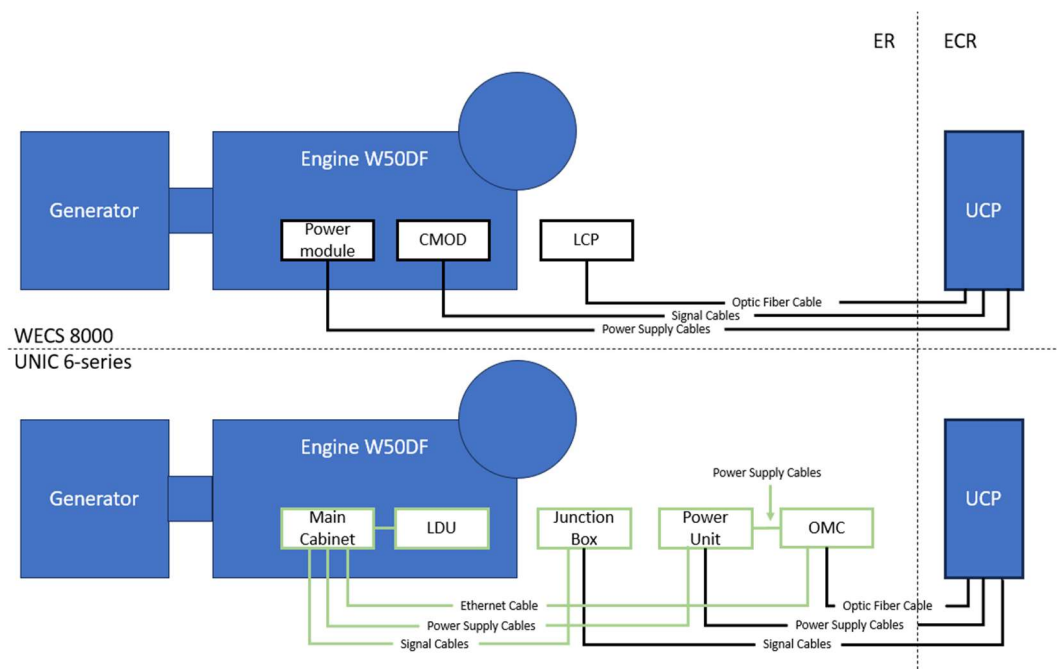 ER
ECR
Engine W50DF
Generator
UCP
Power
module
CMOD
LCP
Optic Fiber Cable
Signal Cables
Power Supply Cables
WECS 8000
UNIC 6-series
Engine W50DF
Power Supply Cables
Generator
UCP
Main
Cabinet
LDU
Junction
Box
Power
Unit
OMC
Ethernet Cable
Optic Fiber Cable
Power Supply Cables
Power Supply Cables
Signal Cables
Signal Cables